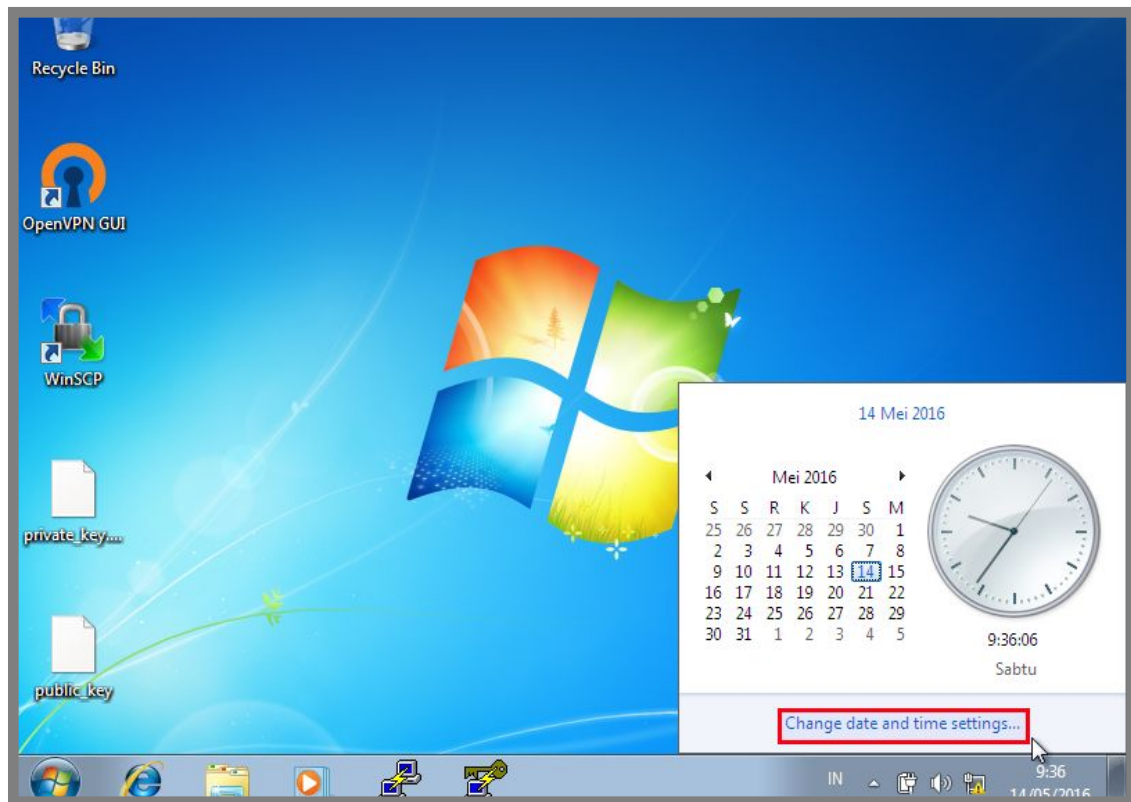 Recycle Bin
OpenVPN GUI
WinSCP
private_key....
public_key
14 Mei 2016
Mei 2016
S S R K J S M
25 26 27 28 29 30 1
2 3 4 5 6 7 8
9 10 11 12 13 14 15
16 17 18 19 20 21 22
23 24 25 26 27 28 29
30 31 1 2 3 4 5
9:36:06
Sabtu
Change date and time settings...
IN
9:36
14/05/2016